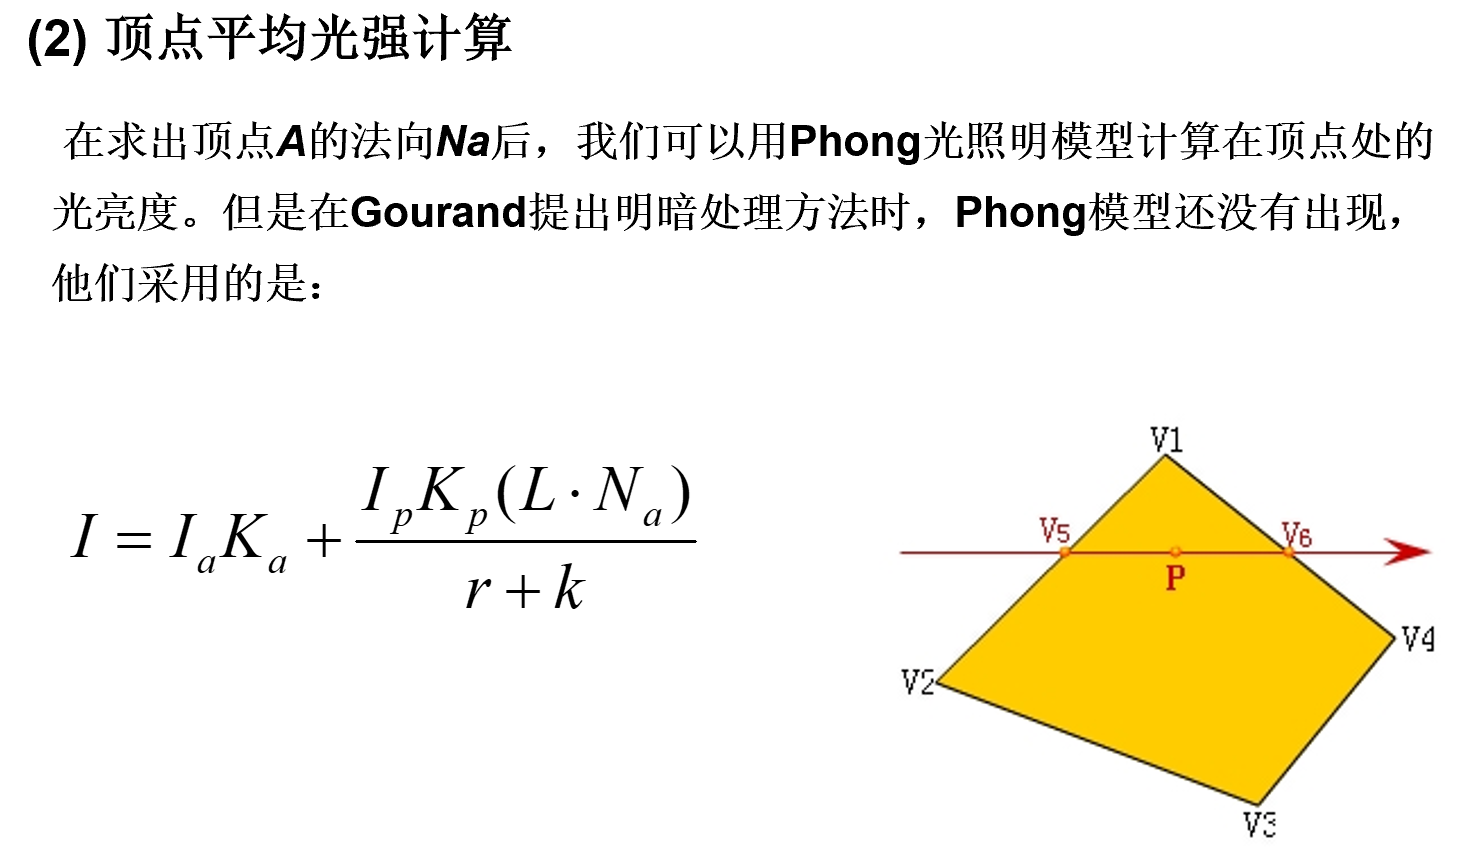 (2) 顶点平均光强计算
在求出顶点A的法向Na后，我们可以用Phong光照明模型计算在顶点处的
光亮度。但是在Gourand提出明暗处理方法时，Phong模型还没有出现，
他们采用的是：
I = I_a K_a + \frac{I_p K_p (L · N_a)}{r + k}
V1
V5
V6
P
V4
V2
V3